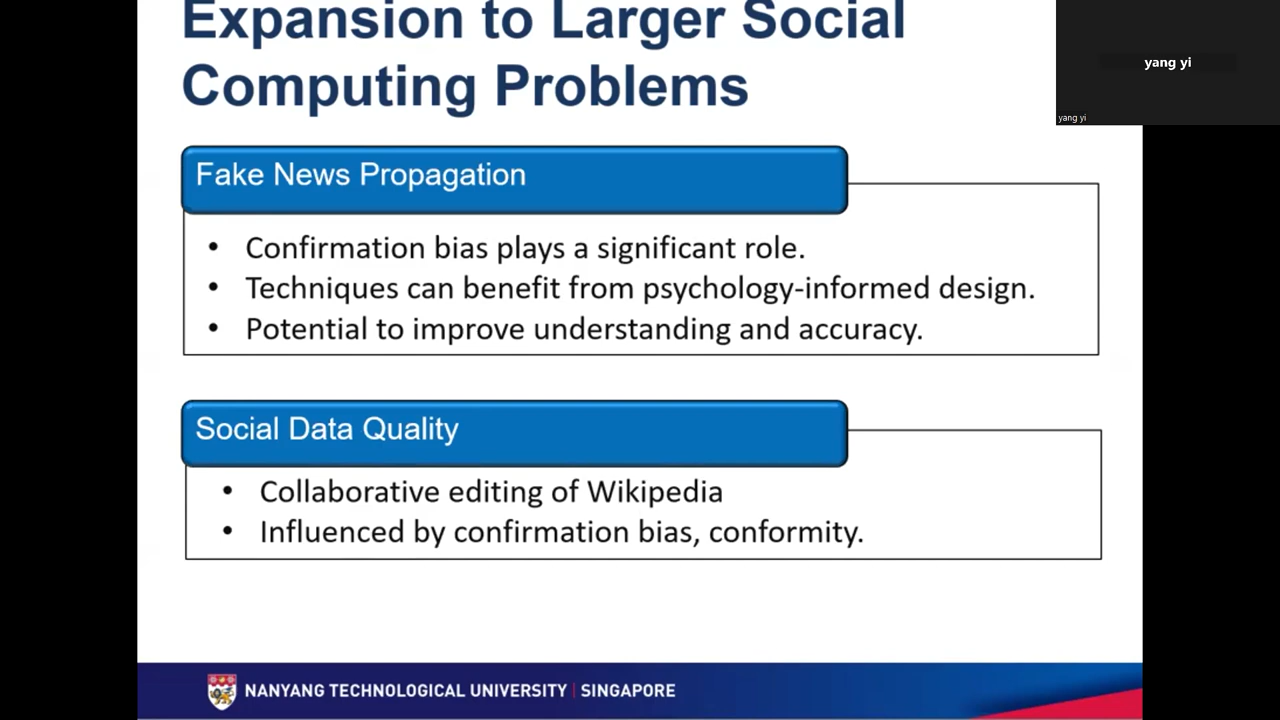 Expansion to Larger Social
Computing Problems
yang yi
yang yi
Fake News Propagation
• Confirmation bias plays a significant role.
• Techniques can benefit from psychology-informed design.
• Potential to improve understanding and accuracy.
Social Data Quality
• Collaborative editing of Wikipedia
• Influenced by confirmation bias, conformity.
NANYANG TECHNOLOGICAL UNIVERSITY | SINGAPORE